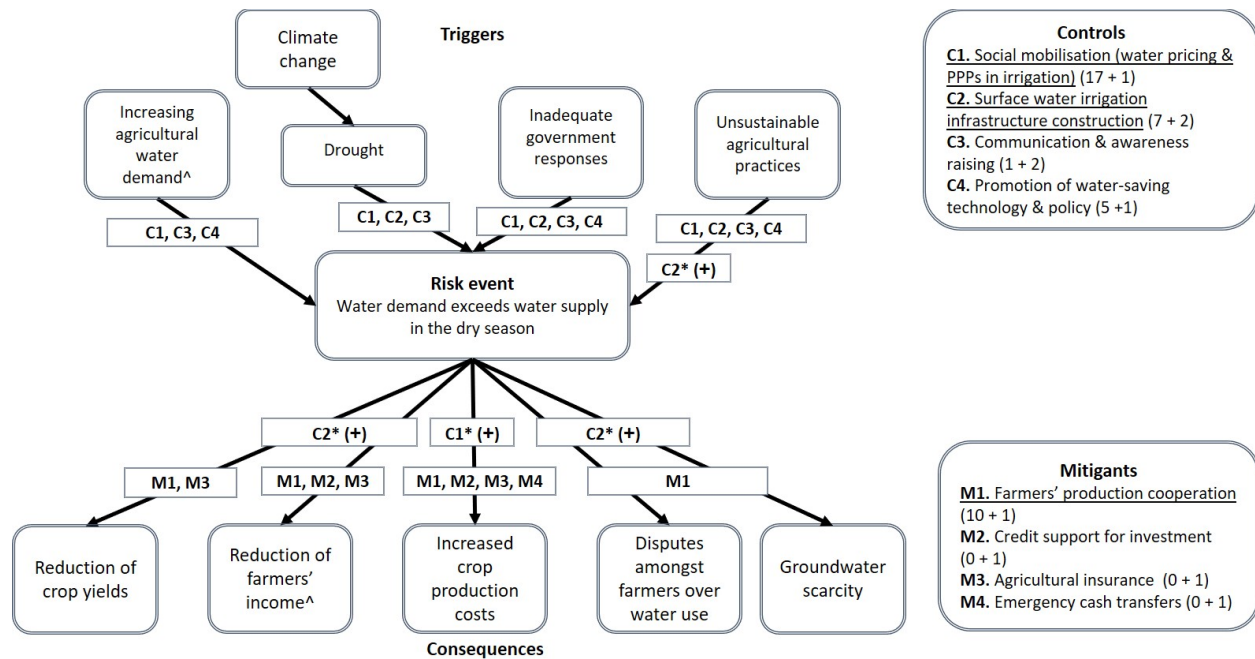 Triggers
Climate
change
Increasing
agricultural
water
demand^
Drought
Inadequate
government
responses
Unsustainable
agricultural
practices
C1, C3, C4
C1, C2, C3
C1, C2, C3, C4
C1, C2, C3, C4
C2* (+)
Risk event
Water demand exceeds water supply
in the dry season
C2* (+)
C1* (+)
C2* (+)
M1, M3
M1, M2, M3
M1, M2, M3, M4
M1
Reduction of
crop yields
Reduction of
farmers'
income^
Increased
crop
production
costs
Disputes
amongst
farmers over
water use
Groundwater
scarcity
Consequences
Controls
C1. Social mobilisation (water pricing &
PPPs in irrigation) (17 + 1)
C2. Surface water irrigation
infrastructure construction (7 + 2)
C3. Communication & awareness
raising (1 + 2)
C4. Promotion of water-saving
technology & policy (5 +1)
Mitigants
M1. Farmers' production cooperation
(10 + 1)
M2. Credit support for investment
(0 + 1)
M3. Agricultural insurance (0 + 1)
M4. Emergency cash transfers (0 + 1)